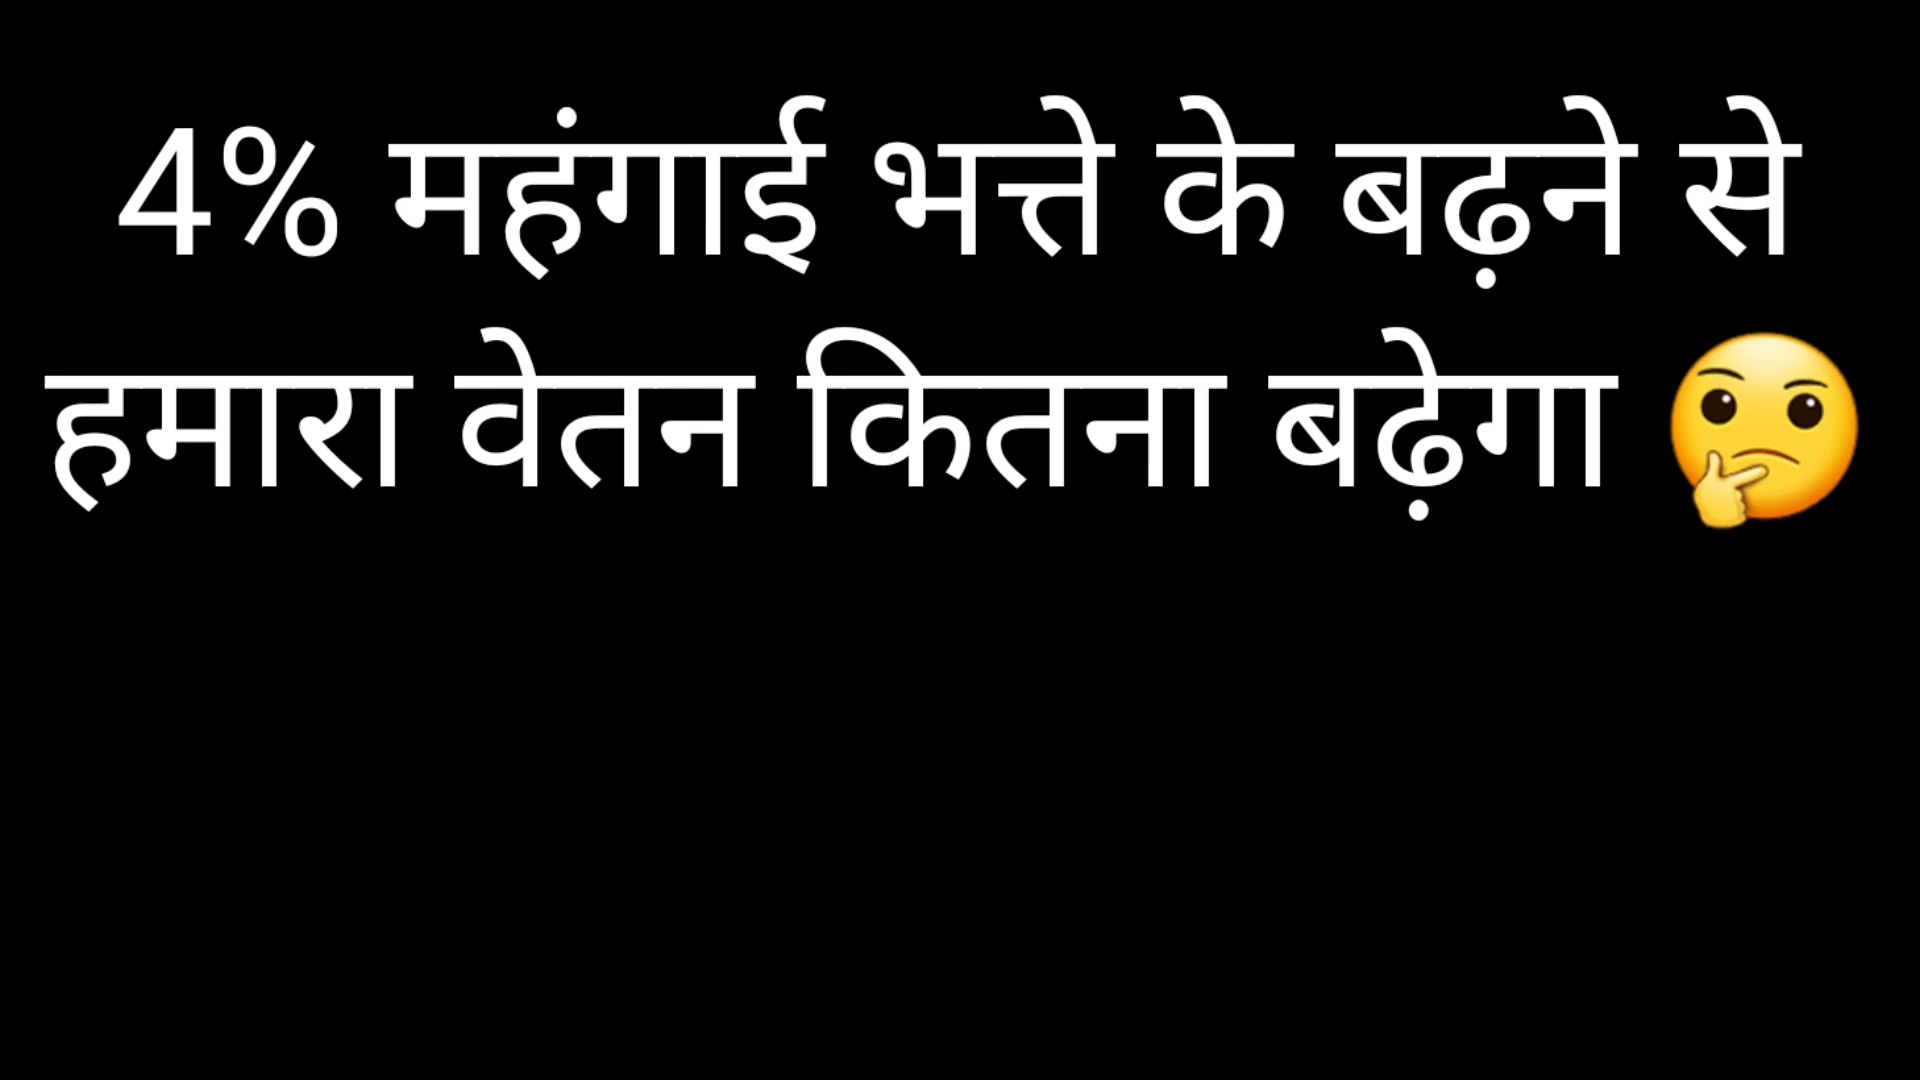 4% महंगाई भत्ते के बढ़ने से
हमारा वेतन कितना बढ़ेगा 🤔